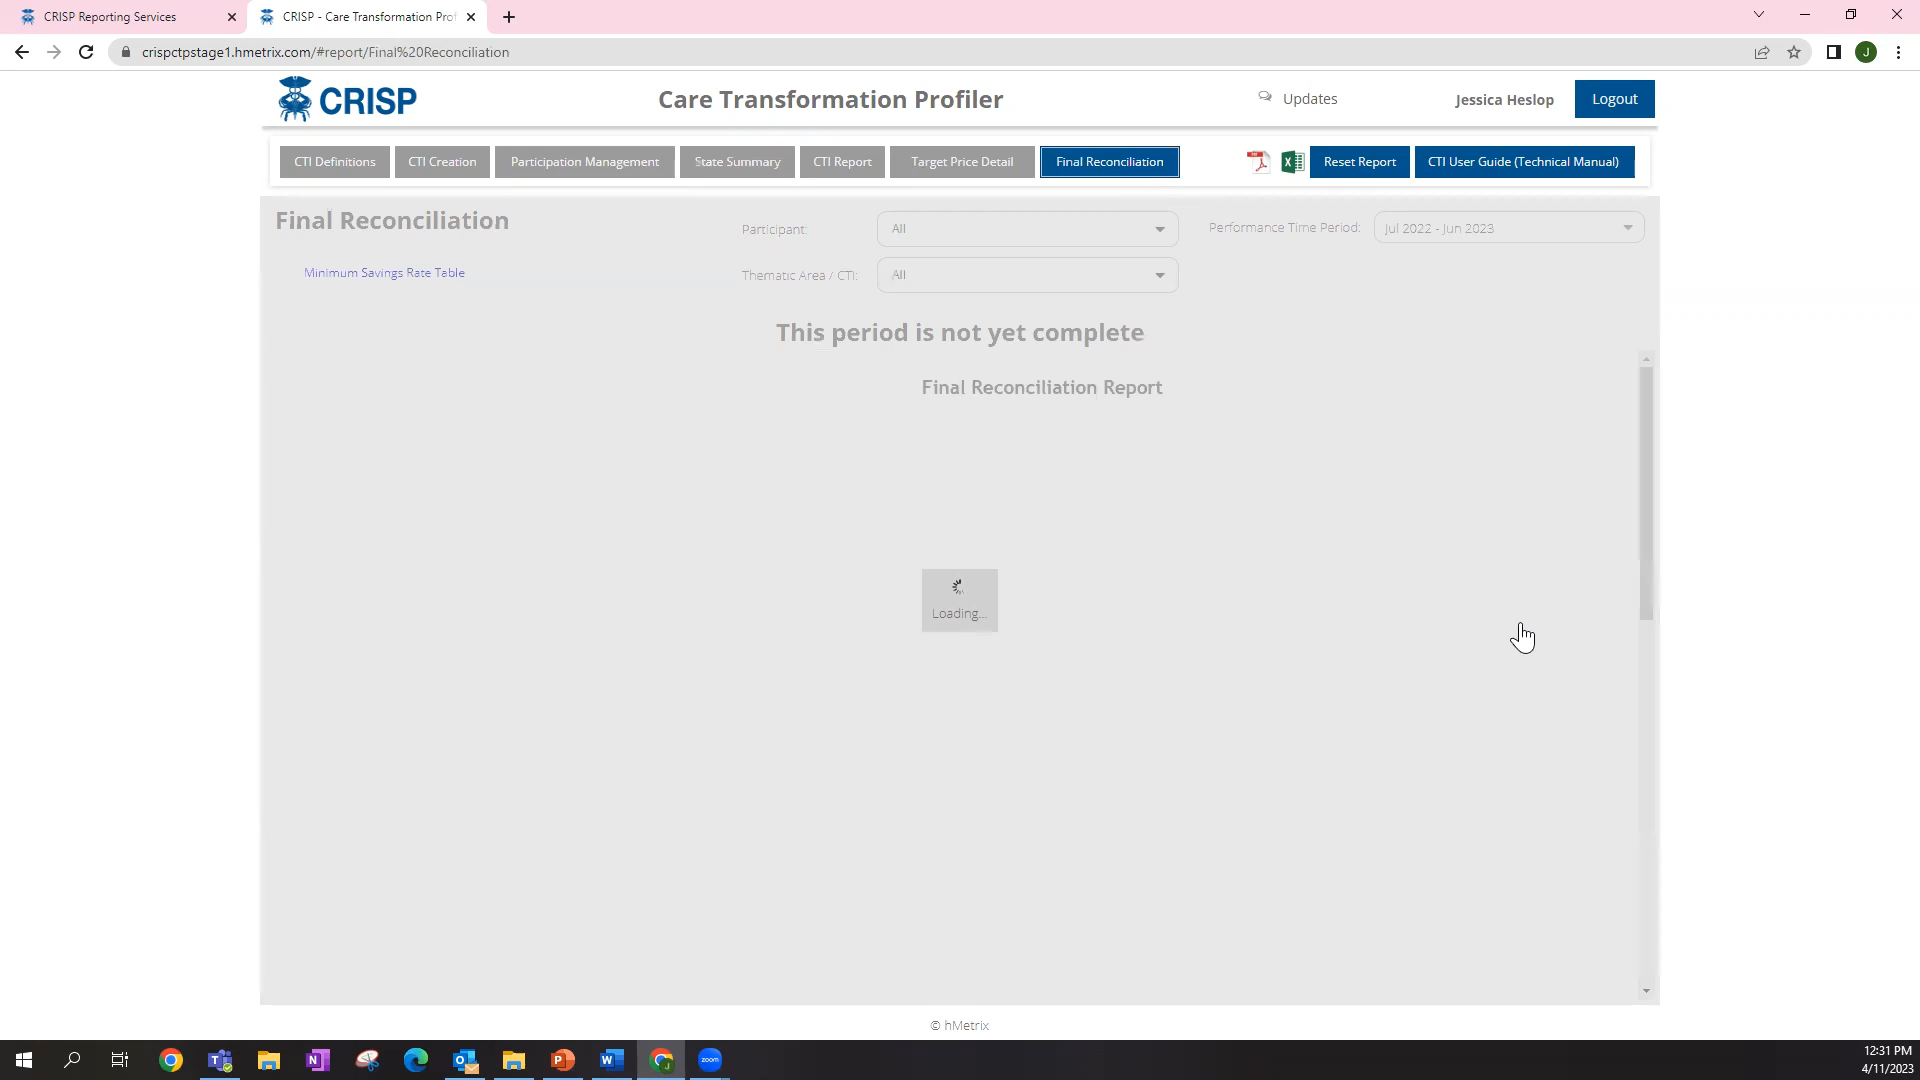 CRISP Reporting Services
CRISP - Care Transformation Prof
crispctpstage1.hmetrix.com/#report/Final%20Reconciliation
J
CRISP
Care Transformation Profiler
Updates
Jessica Heslop
Logout
CTI Definitions
CTI Creation
Participation Management
State Summary
CTI Report
Target Price Detail
Final Reconciliation
Reset Report
CTI User Guide (Technical Manual)
Final Reconciliation
Participant:
All
Performance Time Period:
Jul 2022 - Jun 2023
Minimum Savings Rate Table
Thematic Area / CTI:
All
This period is not yet complete
Final Reconciliation Report
Loading...
© hMetrix
zoom
12:31 PM
4/11/2023